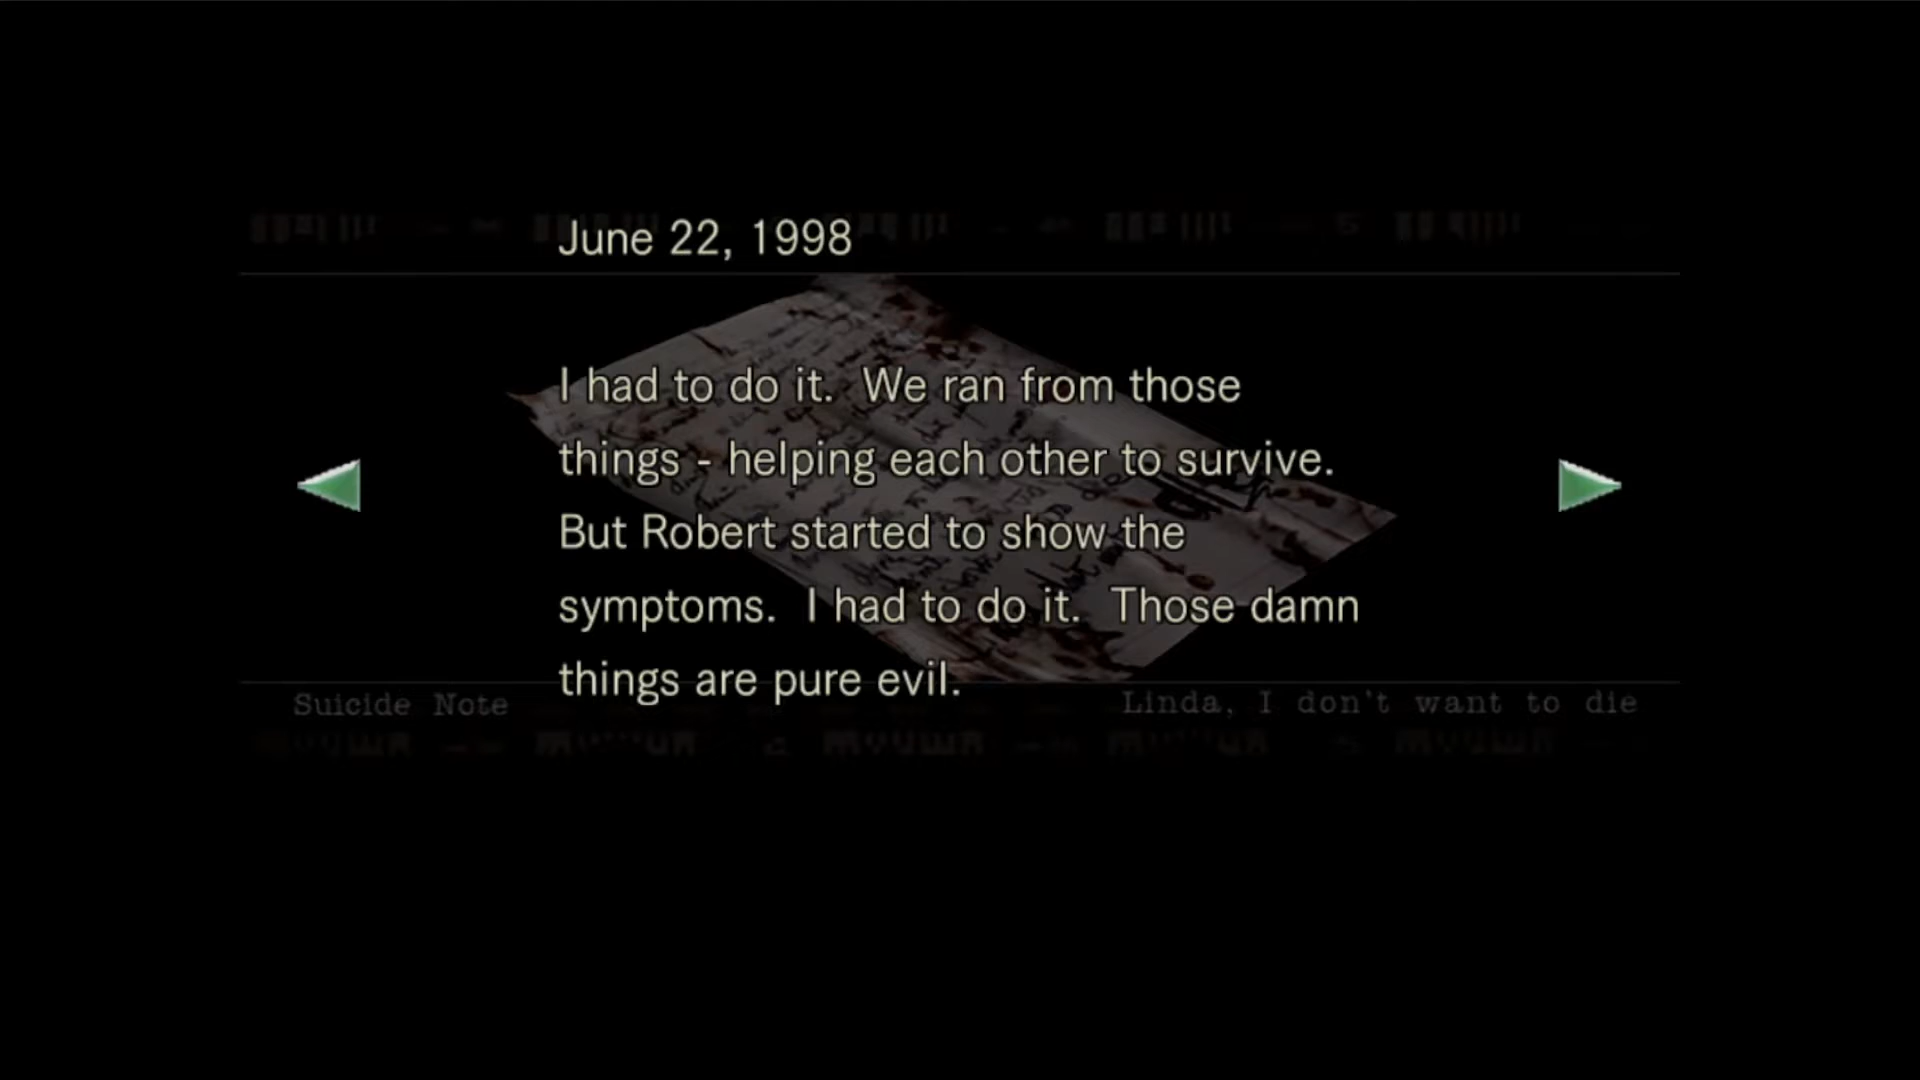 June 22, 1998
I had to do it. We ran from those
things - helping each other to survive.
But Robert started to show the
symptoms. I had to do it. Those damn
things are pure evil.
Suicide Note
Linda, I don't want to die